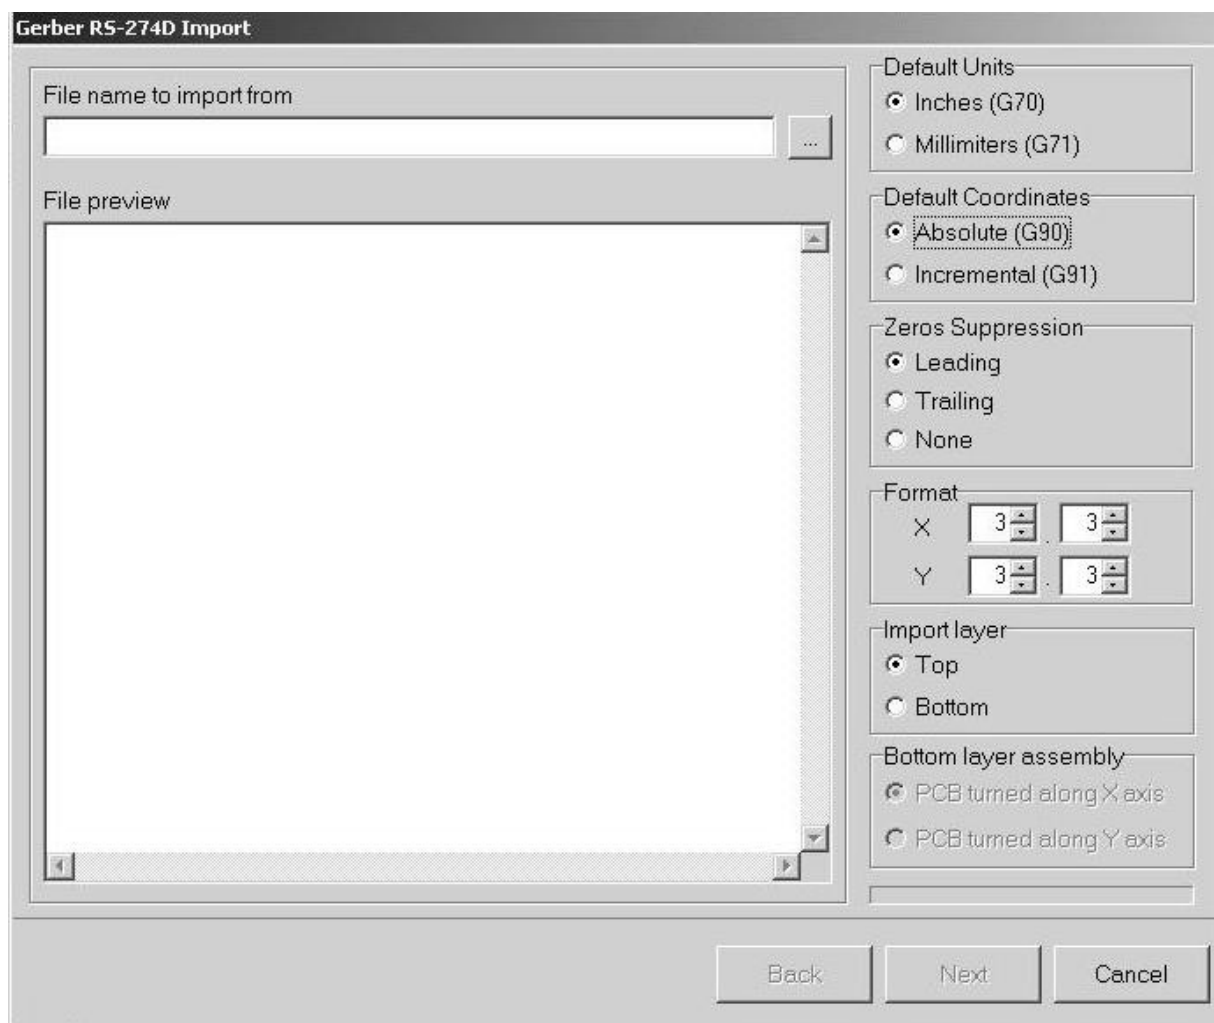 Gerber RS-274D Import
File name to import from
...
File preview
Default Units
Inches (G70)
Millimiters (G71)
Default Coordinates
Absolute (G90)
Incremental (G91)
Zeros Suppression
Leading
Trailing
None
Format
X 3 . 3
Y 3 . 3
Import layer
Top
Bottom
Bottom layer assembly
PCB turned along X axis
PCB turned along Y axis
Back Next Cancel